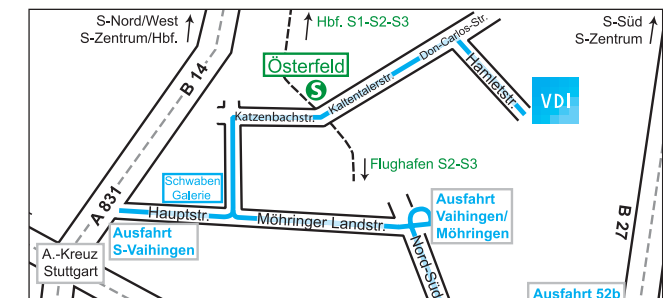 S-Nord/West
S-Zentrum/Hbf.
Hbf. S1-S2-S3
S-Süd
S-Zentrum
Don-Carlos-Str.
B 14
Österfeld
S
Kaltentalerstr.
Hamletstr.
VDI
Katzenbachstr.
Flughafen S2-S3
Schwaben
Galerie
A 831
Hauptstr.
Möhringer Landstr.
Ausfahrt
Vaihingen/
Möhringen
B 27
Ausfahrt
S-Vaihingen
A.-Kreuz
Stuttgart
Nord-Süd
Ausfahrt 52b